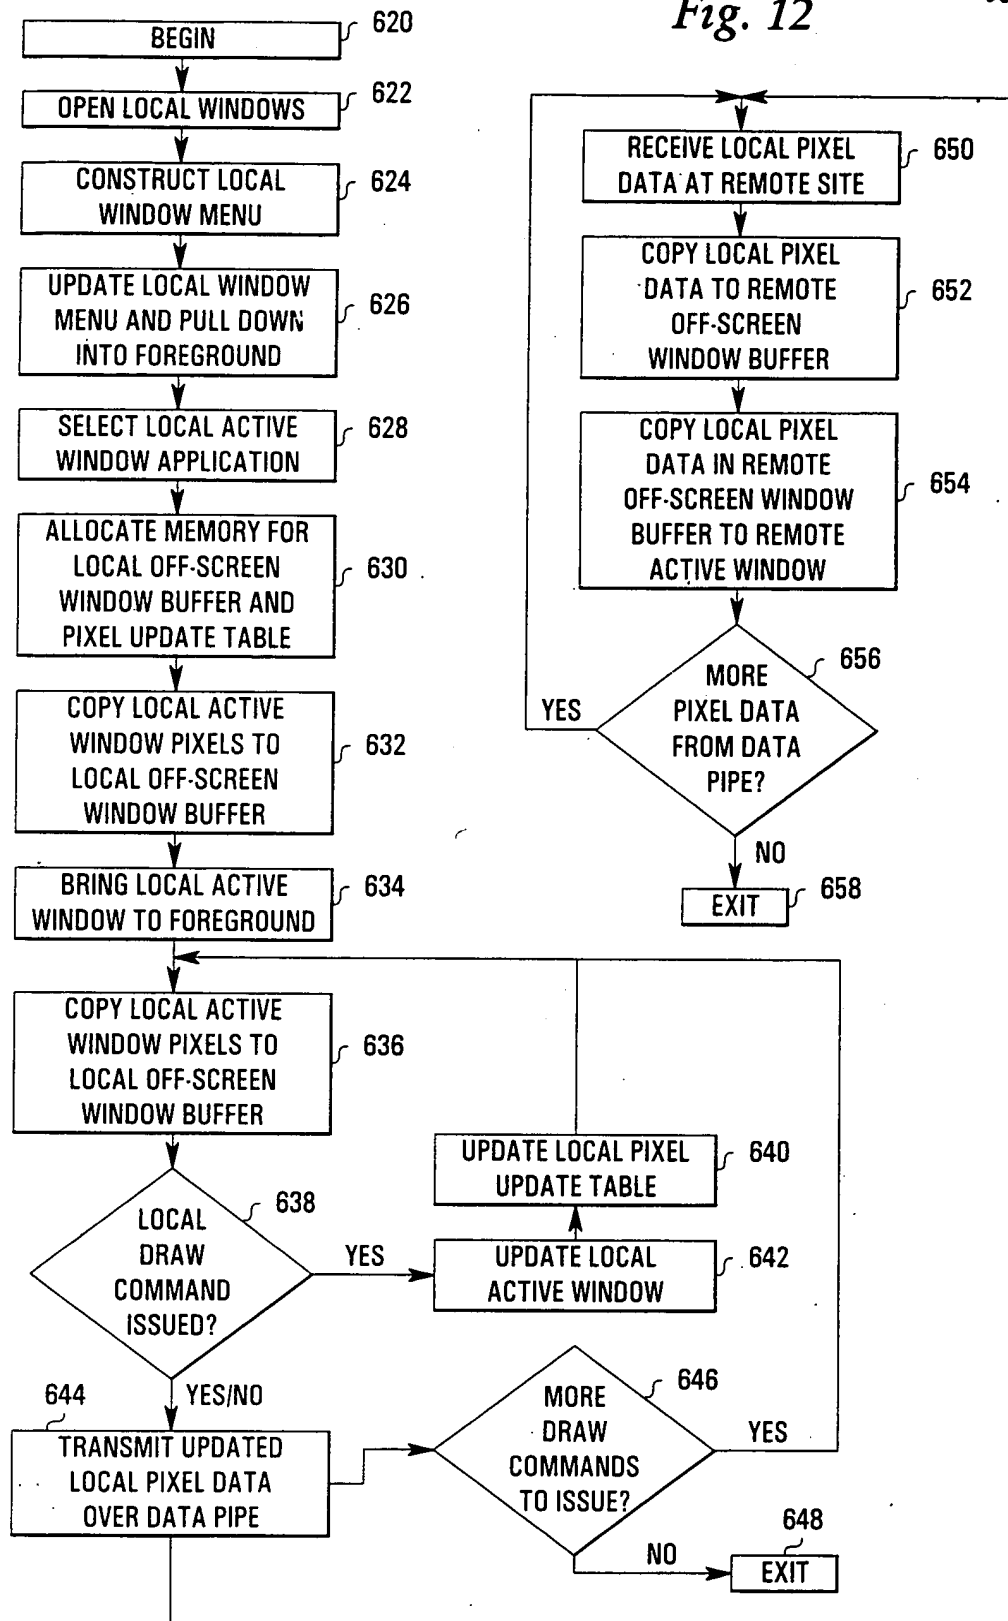 Fig. 12
BEGIN
620
OPEN LOCAL WINDOWS
622
CONSTRUCT LOCAL
WINDOW MENU
624
UPDATE LOCAL WINDOW
MENU AND PULL DOWN
INTO FOREGROUND
626
SELECT LOCAL ACTIVE
WINDOW APPLICATION
628
ALLOCATE MEMORY FOR
LOCAL OFF-SCREEN
WINDOW BUFFER AND
PIXEL UPDATE TABLE
630
COPY LOCAL ACTIVE
WINDOW PIXELS TO
LOCAL OFF-SCREEN
WINDOW BUFFER
632
BRING LOCAL ACTIVE
WINDOW TO FOREGROUND
634
COPY LOCAL ACTIVE
WINDOW PIXELS TO
LOCAL OFF-SCREEN
WINDOW BUFFER
636
LOCAL
DRAW
COMMAND
ISSUED?
638
YES
YES/NO
UPDATE LOCAL PIXEL
UPDATE TABLE
640
UPDATE LOCAL
ACTIVE WINDOW
642
644
TRANSMIT UPDATED
LOCAL PIXEL DATA
OVER DATA PIPE
MORE
DRAW
COMMANDS
TO ISSUE?
646
YES
NO
648
EXIT
RECEIVE LOCAL PIXEL
DATA AT REMOTE SITE
650
COPY LOCAL PIXEL
DATA TO REMOTE
OFF-SCREEN
WINDOW BUFFER
652
COPY LOCAL PIXEL
DATA IN REMOTE
OFF-SCREEN WINDOW
BUFFER TO REMOTE
ACTIVE WINDOW
654
MORE
PIXEL DATA
FROM DATA
PIPE?
656
YES
NO
EXIT
658